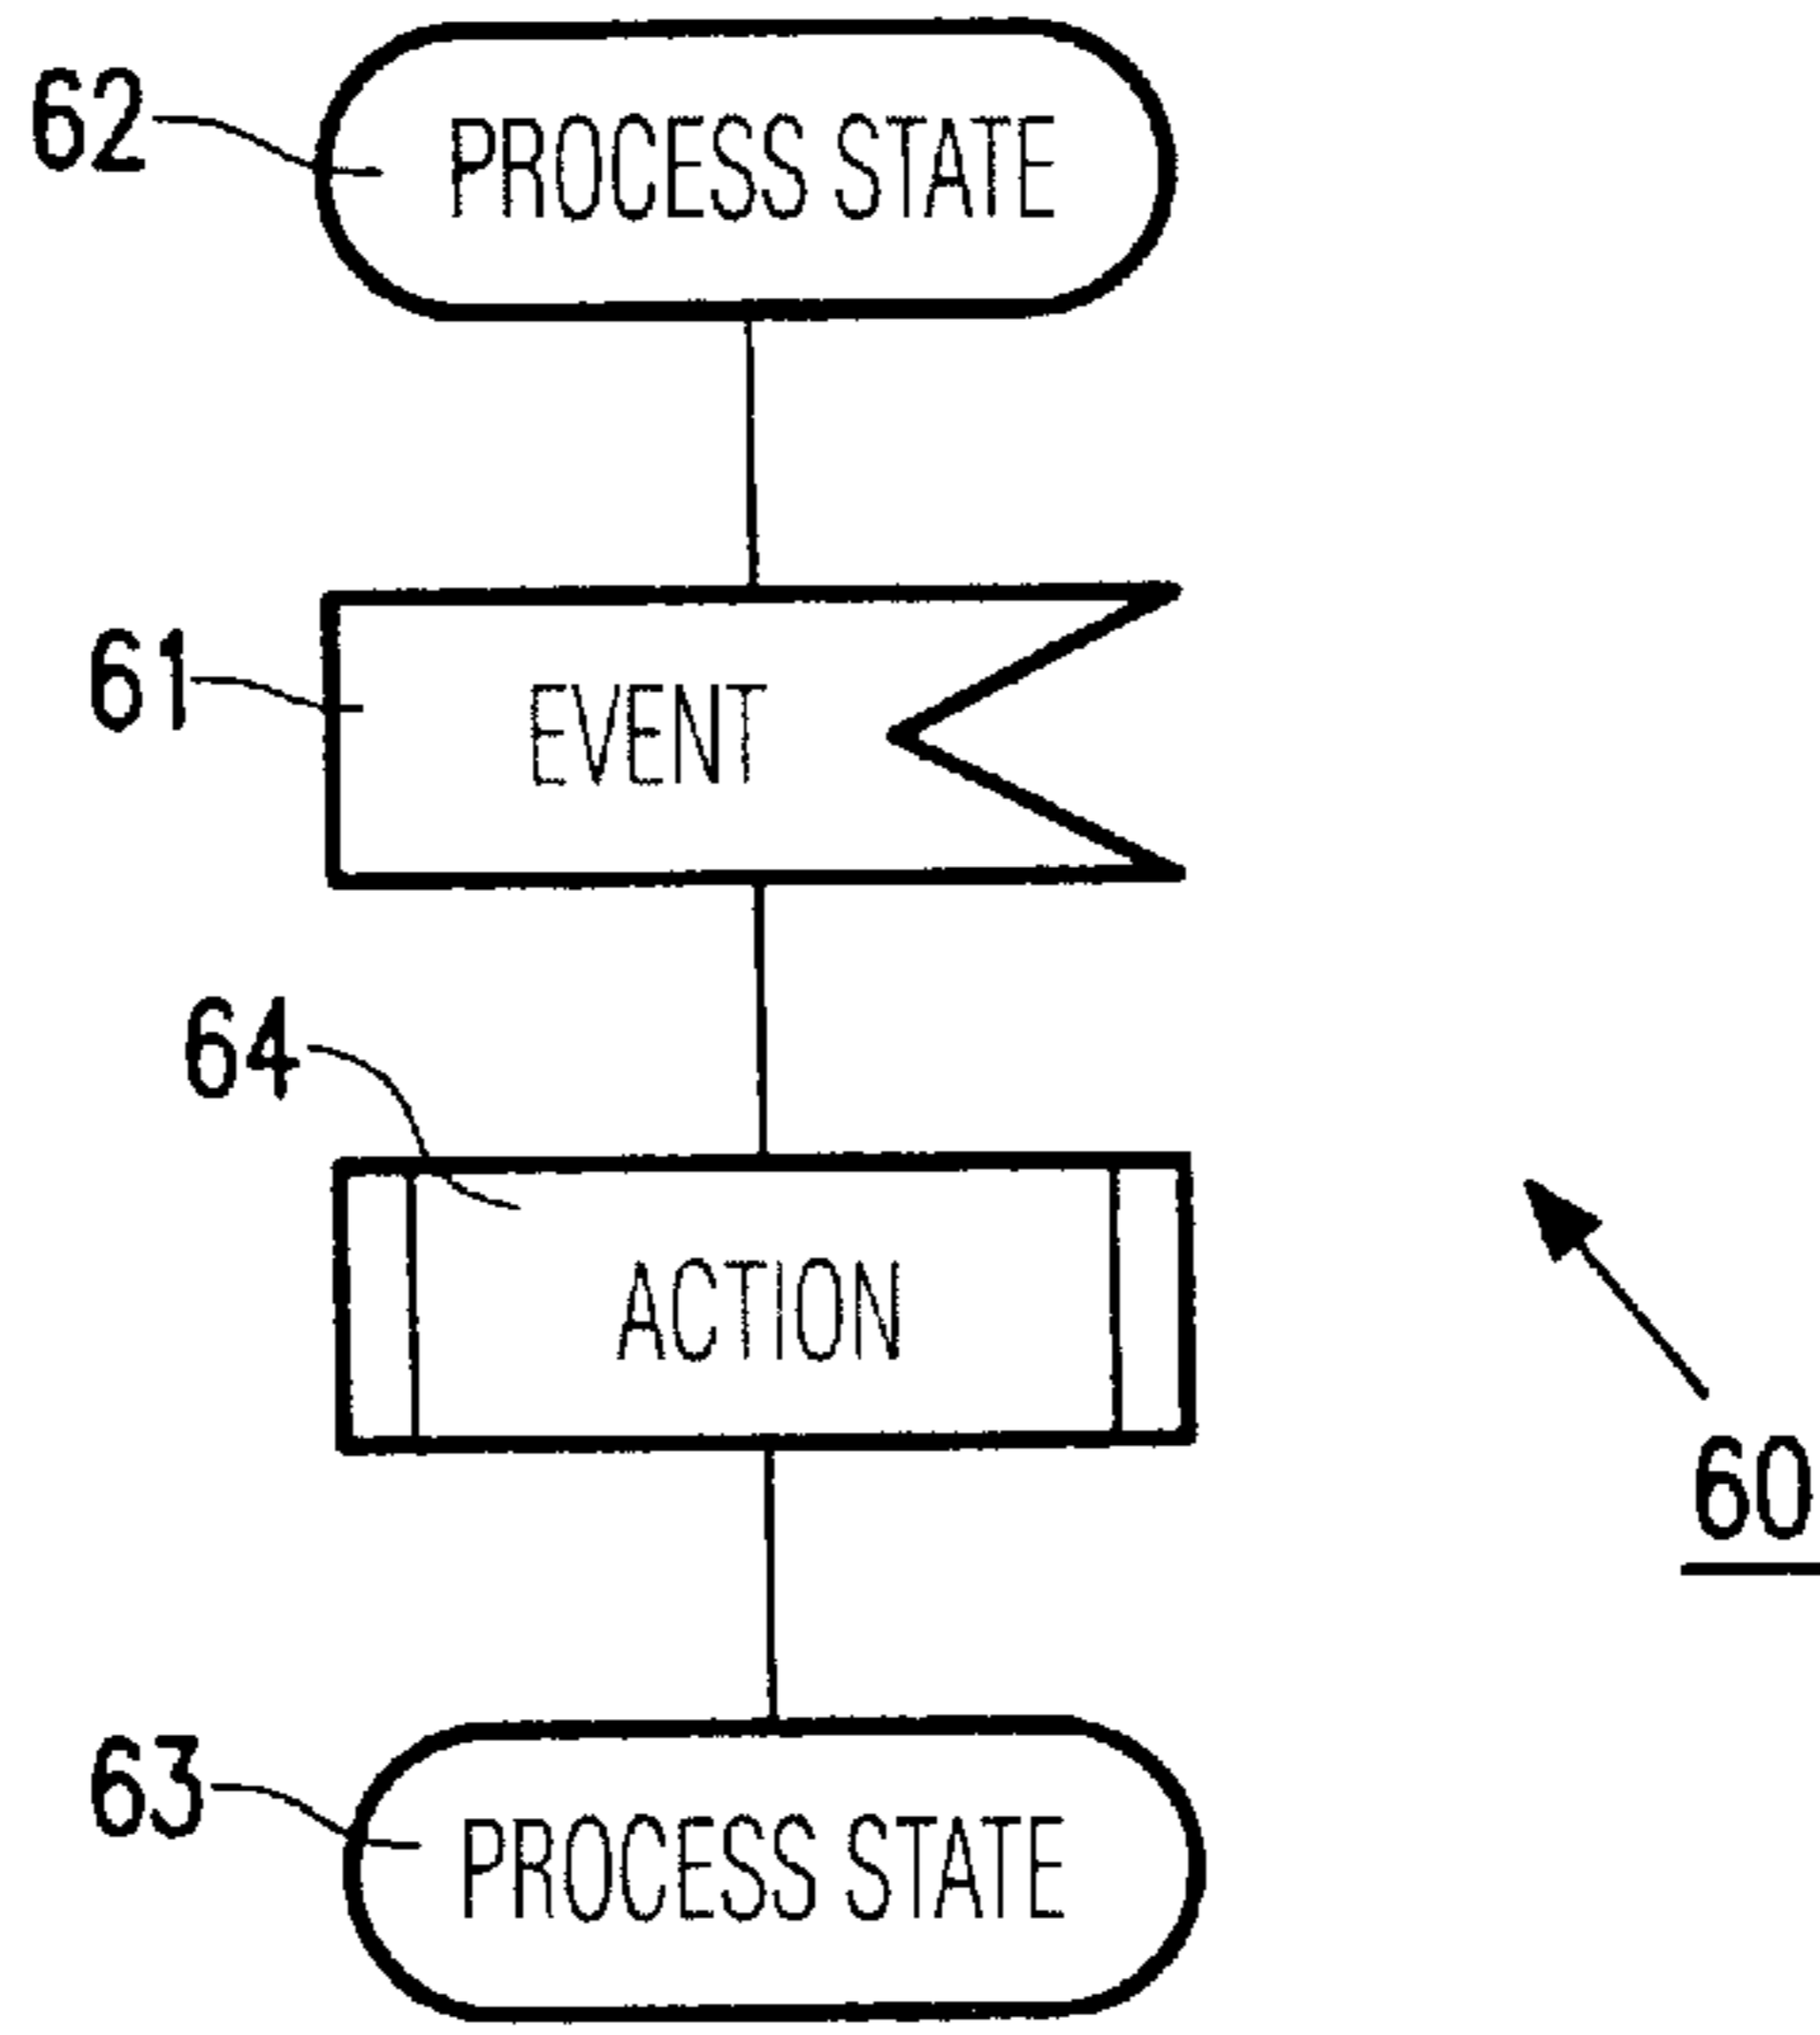 62
PROCESS STATE
61
EVENT
64
ACTION
60
63
PROCESS STATE